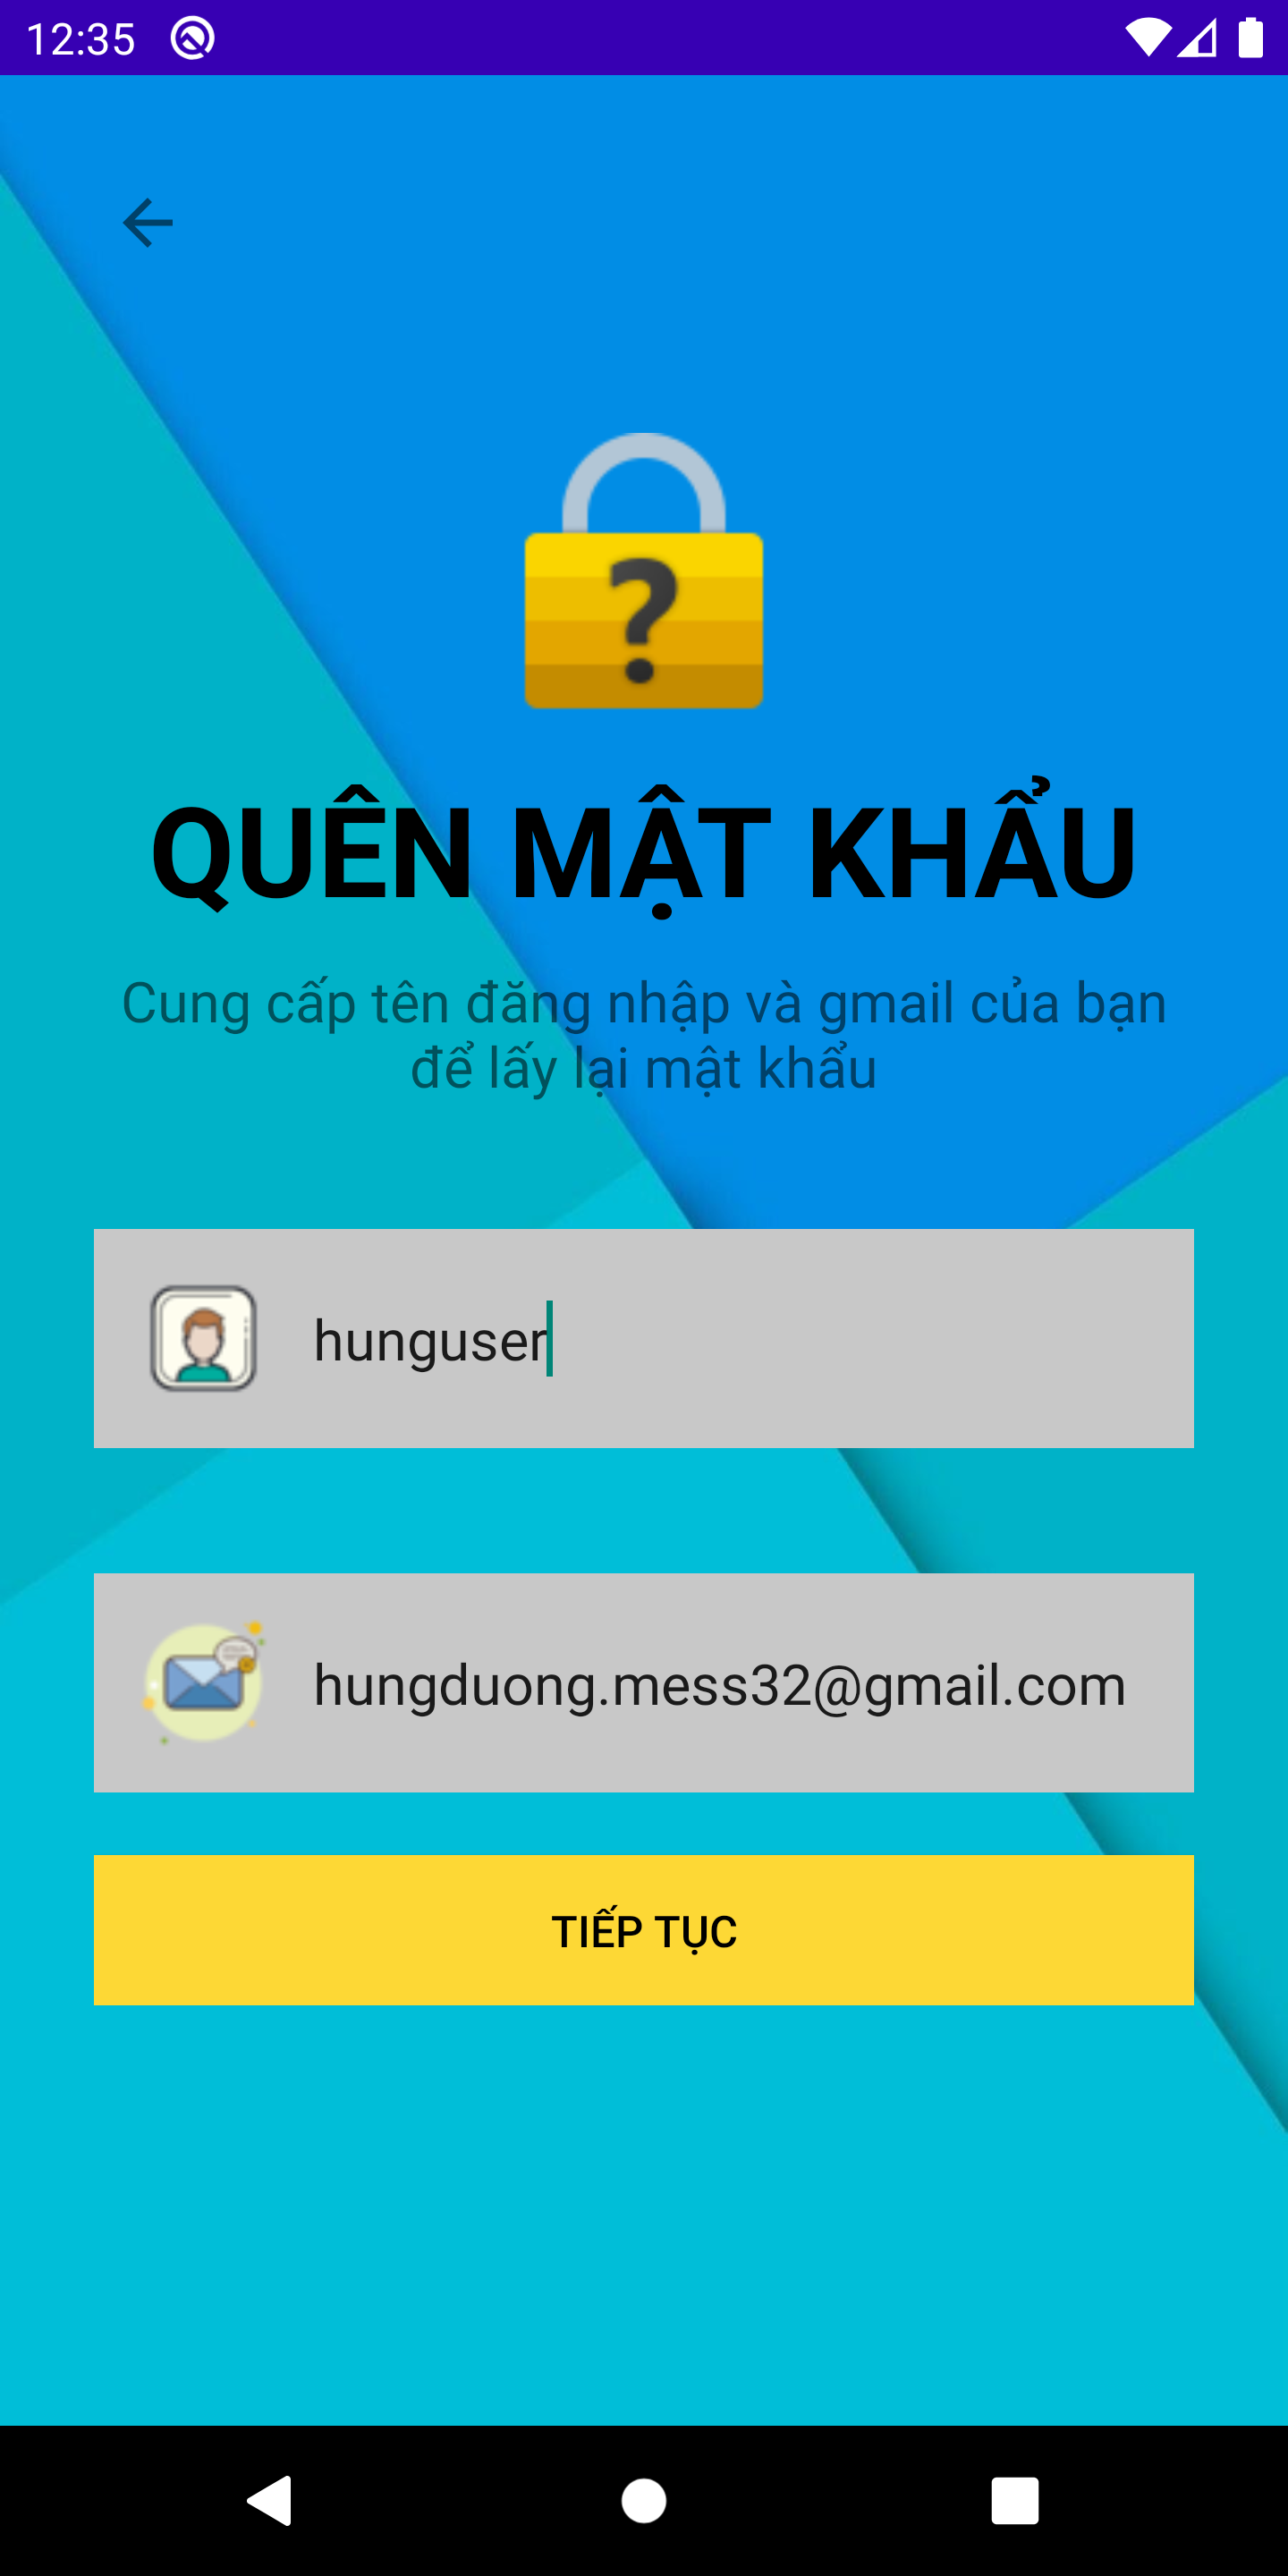 12:35
?
QUÊN MẬT KHẨU
Cung cấp tên đăng nhập và gmail của bạn
để lấy lại mật khẩu
hunguser
hungduong.mess32@gmail.com
TIẾP TỤC